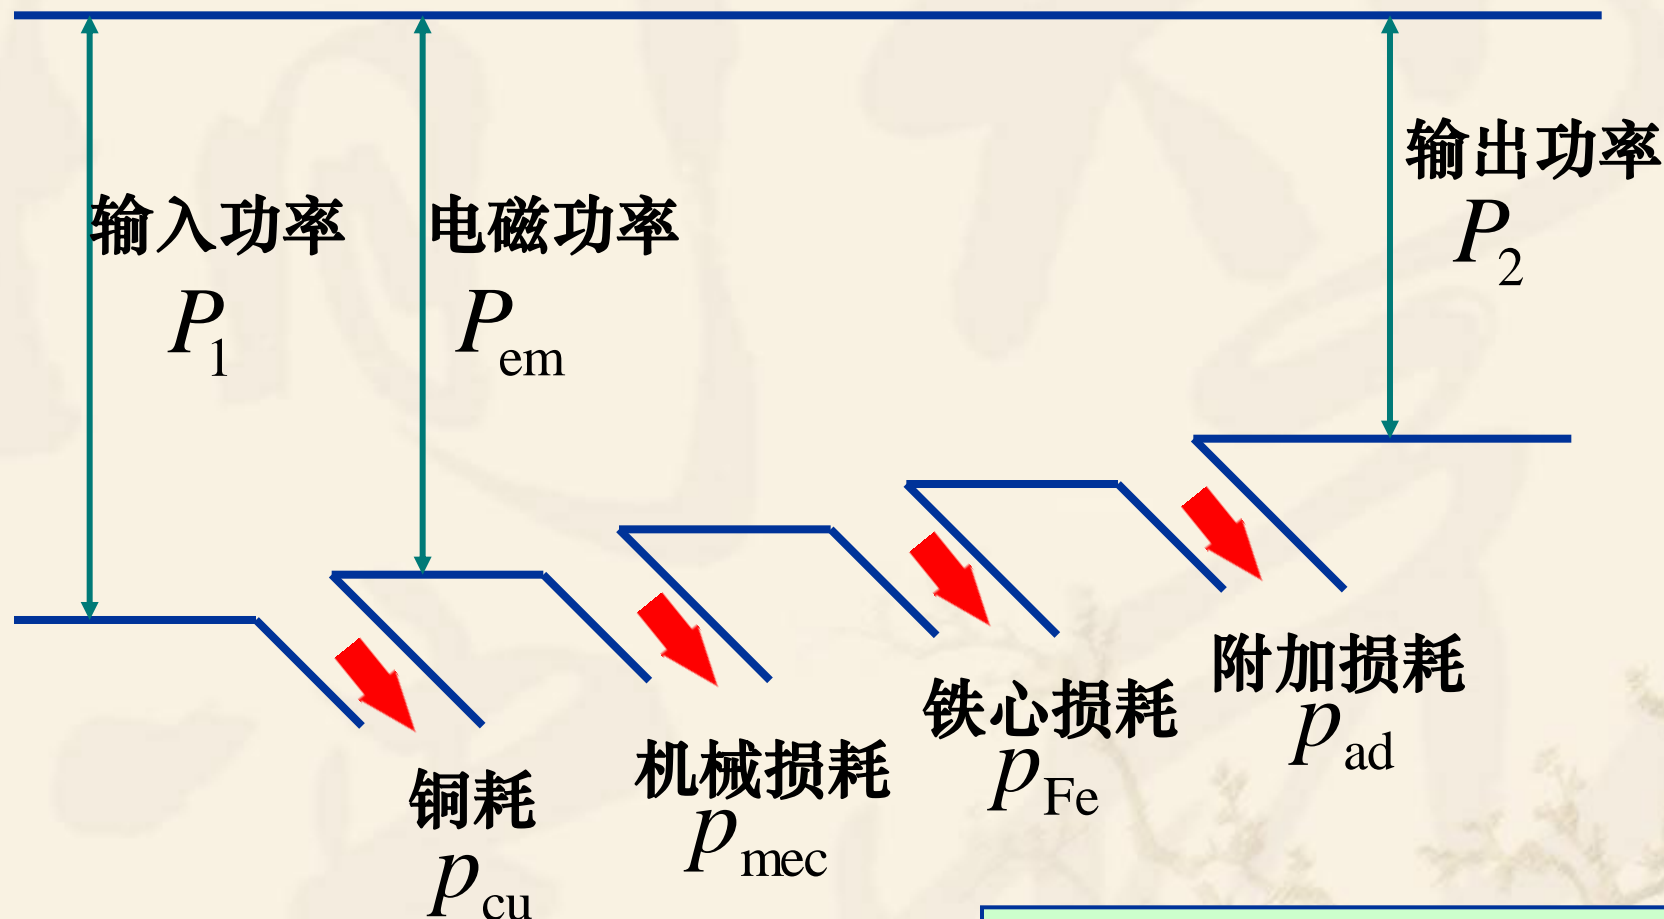 输入功率
P1
电磁功率
Pem
输出功率
P2
铜耗
pcu
机械损耗
pmec
铁心损耗
pFe
附加损耗
pad